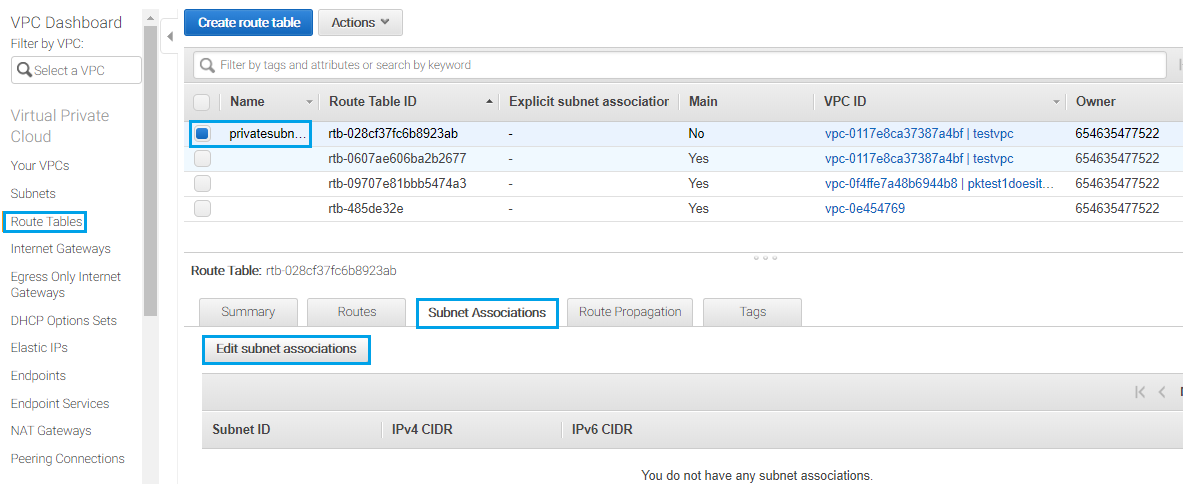 VPC Dashboard
Filter by VPC:
Select a VPC
Virtual Private
Cloud
Your VPCs
Subnets
Route Tables
Internet Gateways
Egress Only Internet
Gateways
DHCP Options Sets
Elastic IPs
Endpoints
Endpoint Services
NAT Gateways
Peering Connections
Create route table Actions
Filter by tags and attributes or search by keyword
Name Route Table ID Explicit subnet association Main VPC ID Owner
privatesubn... rtb-028cf37fc6b8923ab - No vpc-0117e8ca37387a4bf | testvpc 654635477522
rtb-0607ae606ba2b2677 - Yes vpc-0117e8ca37387a4bf | testvpc 654635477522
rtb-09707e81bbb5474a3 - Yes vpc-0f4ffe7a48b6944b8 | pktest1doesit... 654635477522
rtb-485de32e - Yes vpc-0e454769 654635477522
Route Table: rtb-028cf37fc6b8923ab
Summary Routes Subnet Associations Route Propagation Tags
Edit subnet associations
Subnet ID IPv4 CIDR IPv6 CIDR
You do not have any subnet associations.